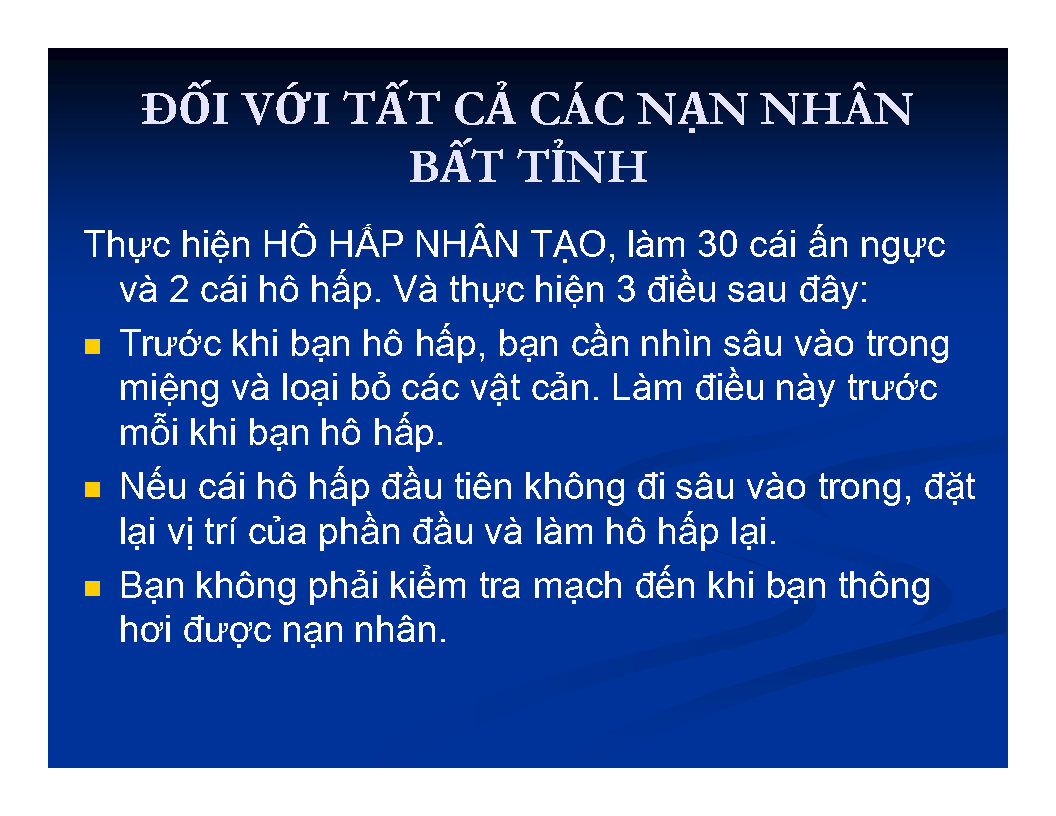 ĐỐI VỚI TẤT CẢ CÁC NẠN NHÂN
BẤT TỈNH
Thực hiện HÔ HẤP NHÂN TẠO, làm 30 cái ấn ngực
và 2 cái hô hấp. Và thực hiện 3 điều sau đây:
Trước khi bạn hô hấp, bạn cần nhìn sâu vào trong
miệng và loại bỏ các vật cản. Làm điều này trước
mỗi khi bạn hô hấp.
Nếu cái hô hấp đầu tiên không đi sâu vào trong, đặt
lại vị trí của phần đầu và làm hô hấp lại.
Bạn không phải kiểm tra mạch đến khi bạn thông
hơi được nạn nhân.